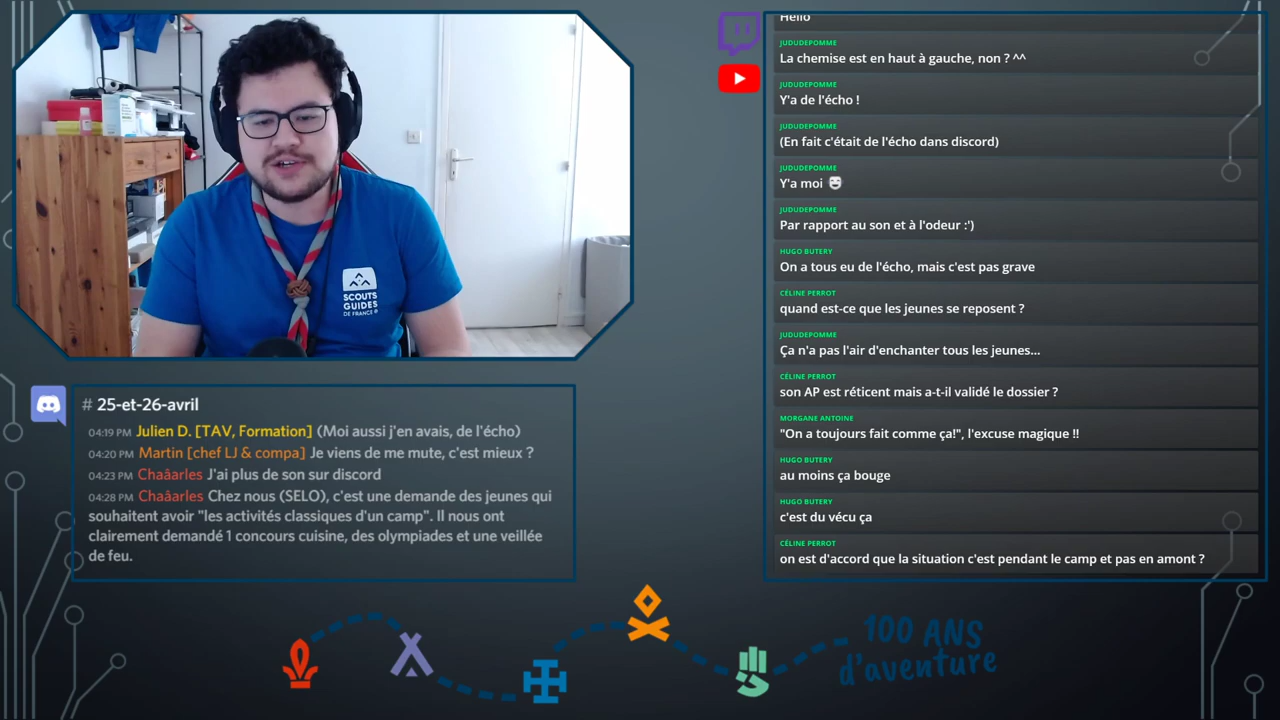 SCOUTS
GUIDES
DE FRANCE
# 25-et-26-avril
04:19 PM Julien D. [TAV, Formation] (Moi aussi j'en avais, de l'écho)
04:20 PM Martin [chef LJ & compa] Je viens de me mute, c'est mieux ?
04:23 PM Chaâarles J'ai plus de son sur discord
04:28 PM Chaâarles Chez nous (SELO), c'est une demande des jeunes qui
souhaitent avoir "les activités classiques d'un camp". Il nous ont
clairement demandé 1 concours cuisine, des olympiades et une veillée
de feu.
Hello
JUDUDEPOMME
La chemise est en haut à gauche, non ? ^^
JUDUDEPOMME
Y'a de l'écho !
JUDUDEPOMME
(En fait c'était de l'écho dans discord)
JUDUDEPOMME
Y'a moi
JUDUDEPOMME
Par rapport au son et à l'odeur :')
HUGO BUTERY
On a tous eu de l'écho, mais c'est pas grave
CÉLINE PERROT
quand est-ce que les jeunes se reposent ?
JUDUDEPOMME
Ça n'a pas l'air d'enchanter tous les jeunes...
CÉLINE PERROT
son AP est réticent mais a-t-il validé le dossier ?
MORGANE ANTOINE
"On a toujours fait comme ça!", l'excuse magique !!
HUGO BUTERY
au moins ça bouge
HUGO BUTERY
c'est du vécu ça
CÉLINE PERROT
on est d'accord que la situation c'est pendant le camp et pas en amont ?
100 ANS
d'aventure